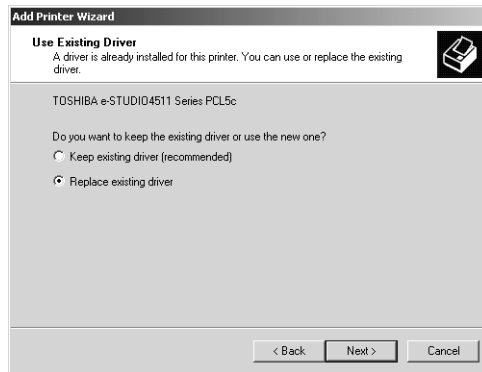 Add Printer Wizard
Use Existing Driver
A driver is already installed for this printer. You can use or replace the existing
driver.
TOSHIBA e-STUDIO4511 Series PCL5c
Do you want to keep the existing driver or use the new one?
Keep existing driver (recommended)
Replace existing driver
< Back Next > Cancel